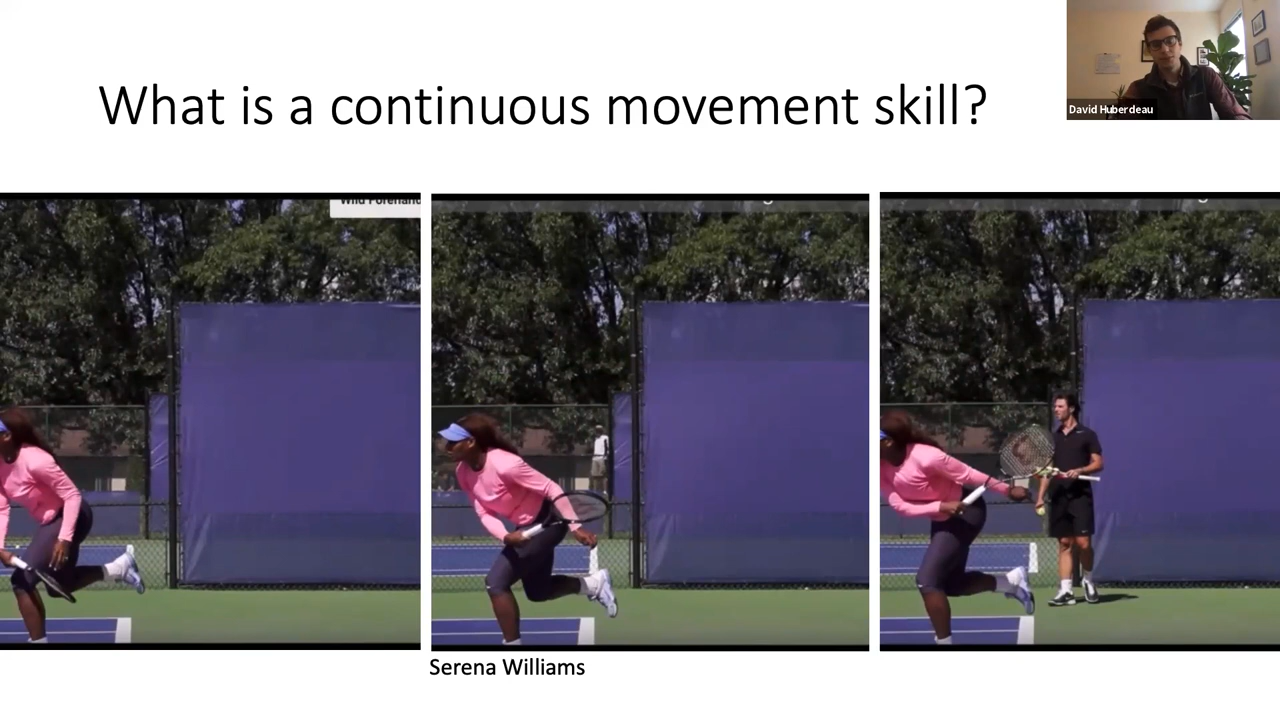 What is a continuous movement skill?
David Huberdeau
Serena Williams